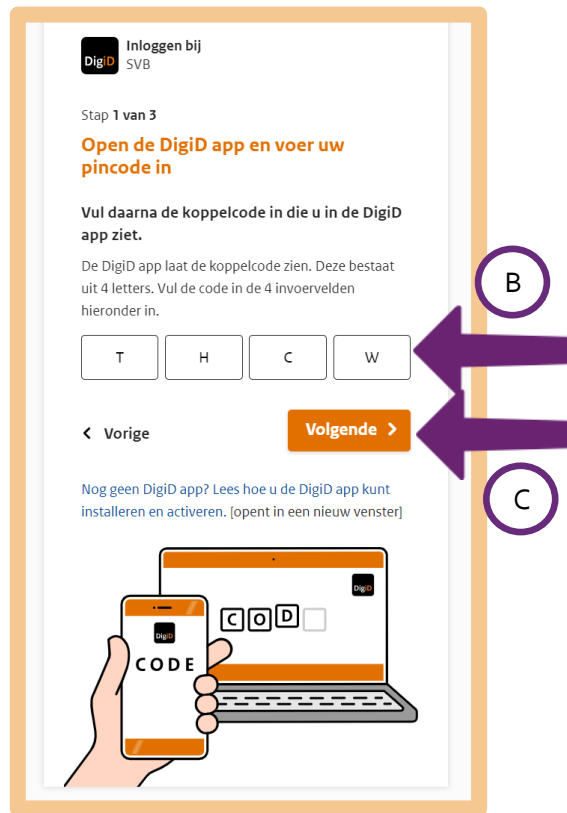 DigiD
Inloggen bij
SVB
Stap 1 van 3
Open de DigiD app en voer uw
pincode in
Vul daarna de koppelcode in die u in de DigiD
app ziet.
De DigiD app laat de koppelcode zien. Deze bestaat
uit 4 letters. Vul de code in de 4 invoervelden
hieronder in.
B
T H C W
Vorige
Volgende
C
Nog geen DigiD app? Lees hoe u de DigiD app kunt
installeren en activeren. [opent in een nieuw venster]
DigiD
C O D
DigiD
CODE